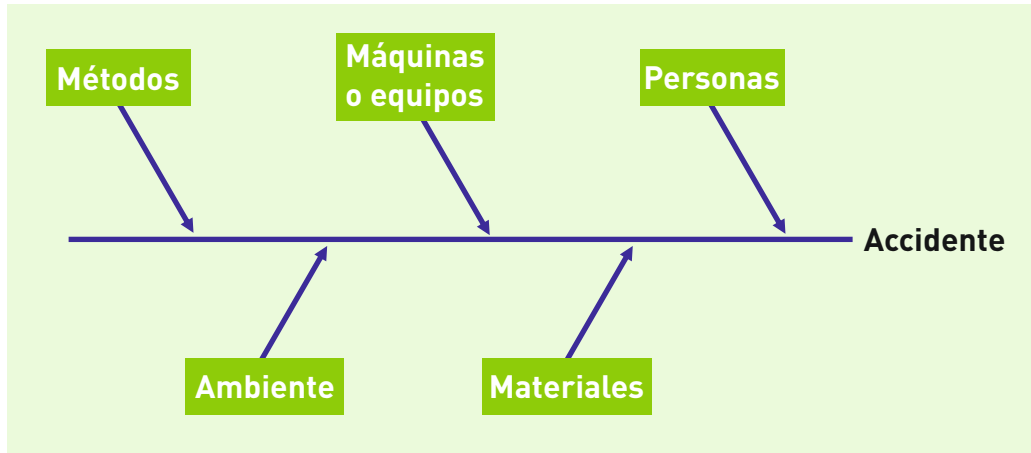 Métodos
Máquinas
o equipos
Personas
Accidente
Ambiente
Materiales